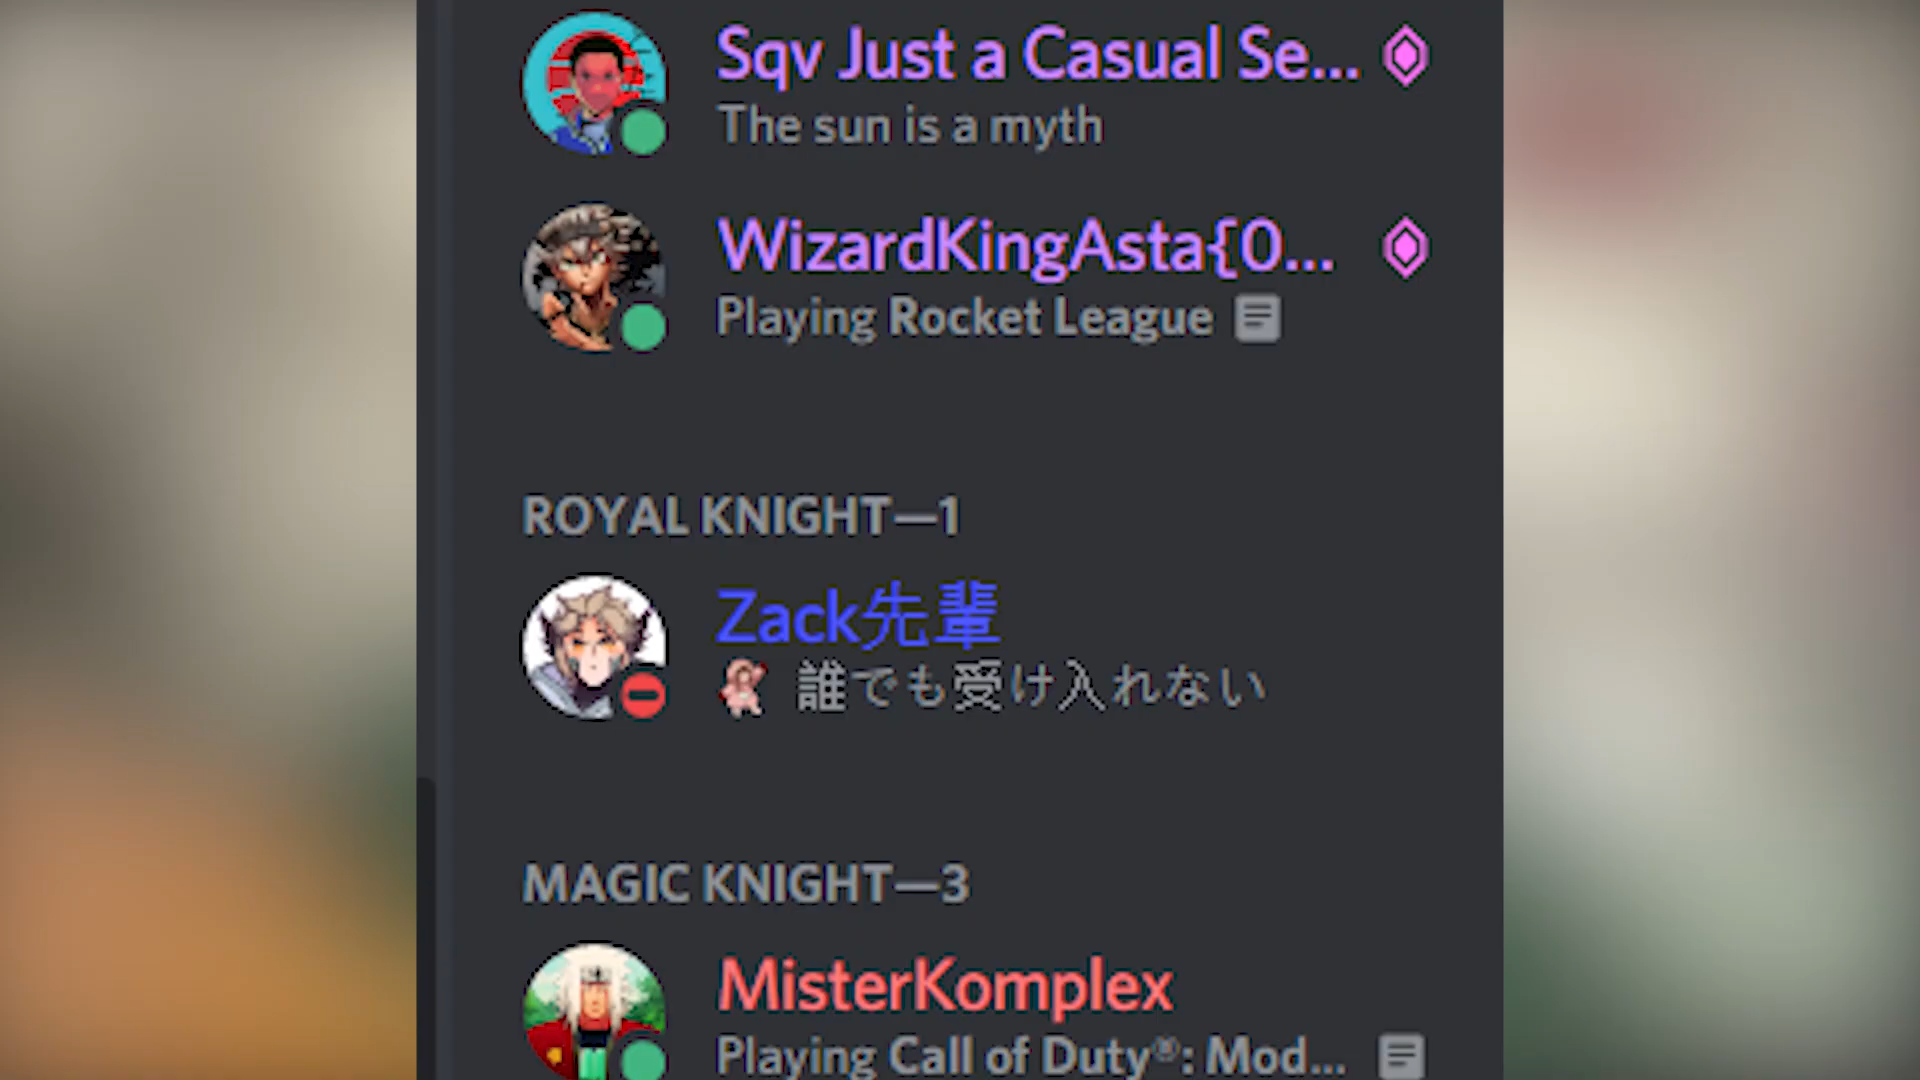 Sqv Just a Casual Se...
The sun is a myth
WizardKingAsta{0...
Playing Rocket League
ROYAL KNIGHT—1
Zack先輩
誰でも受け入れない
MAGIC KNIGHT—3
MisterKomplex
Playing Call of Duty®: Mod...